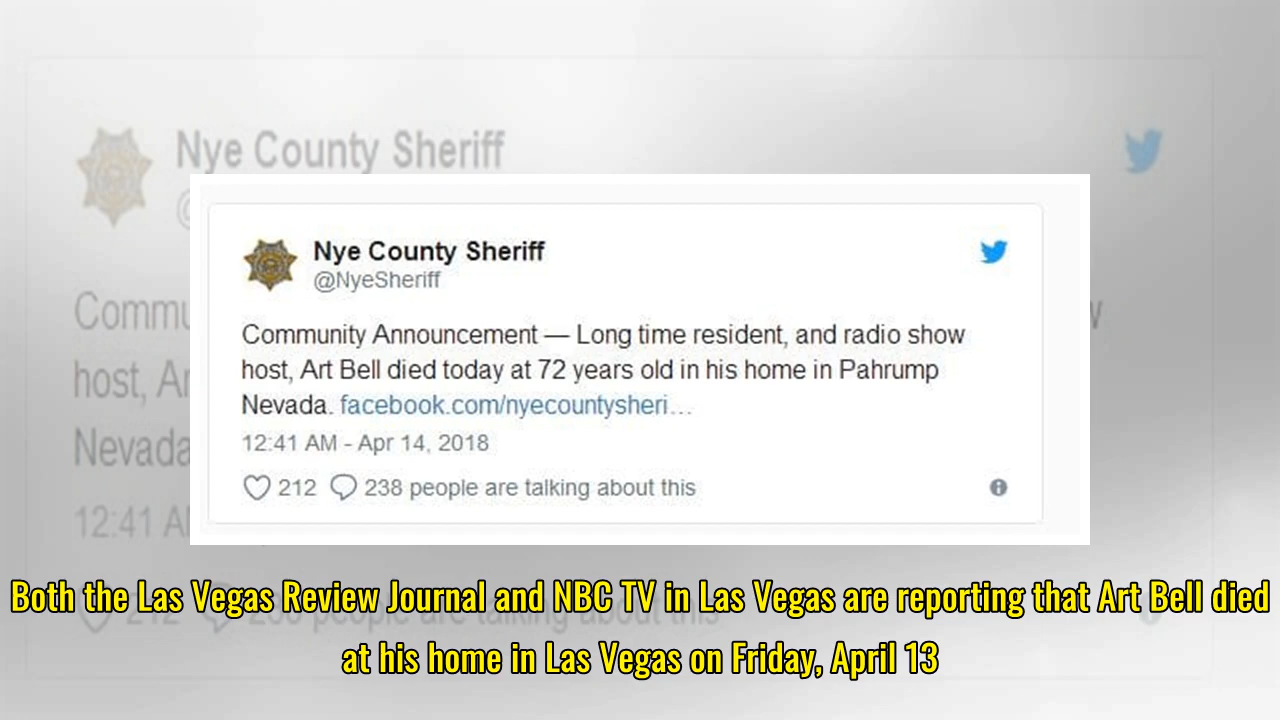 Nye County Sheriff
Nye County Sheriff
@NyeSheriff
Community Announcement — Long time resident, and radio show
host, Art Bell died today at 72 years old in his home in Pahrump
Nevada. facebook.com/nyecountysheri…
12:41 AM - Apr 14, 2018
212 238 people are talking about this
Both the Las Vegas Review Journal and NBC TV in Las Vegas are reporting that Art Bell died
at his home in Las Vegas on Friday, April 13